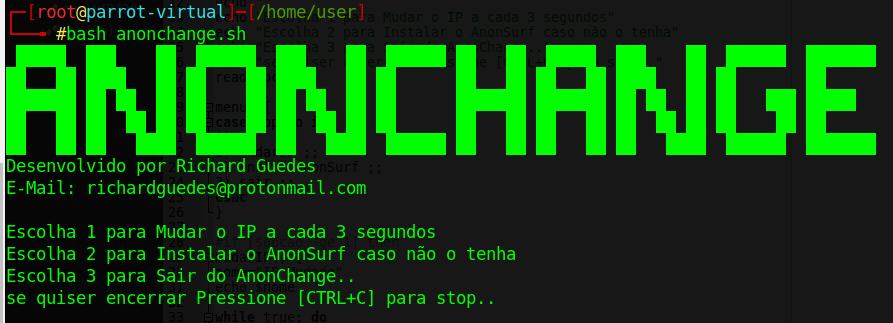 [root@parrot-virtual]─[/home/user]
#bash anonchange.sh
ANONCHANGE
Desenvolvido por Richard Guedes
E-Mail: richardguedes@protonmail.com
Escolha 1 para Mudar o IP a cada 3 segundos
Escolha 2 para Instalar o AnonSurf caso não o tenha
Escolha 3 para Sair do AnonChange..
se quiser encerrar Pressione [CTRL+C] para stop..